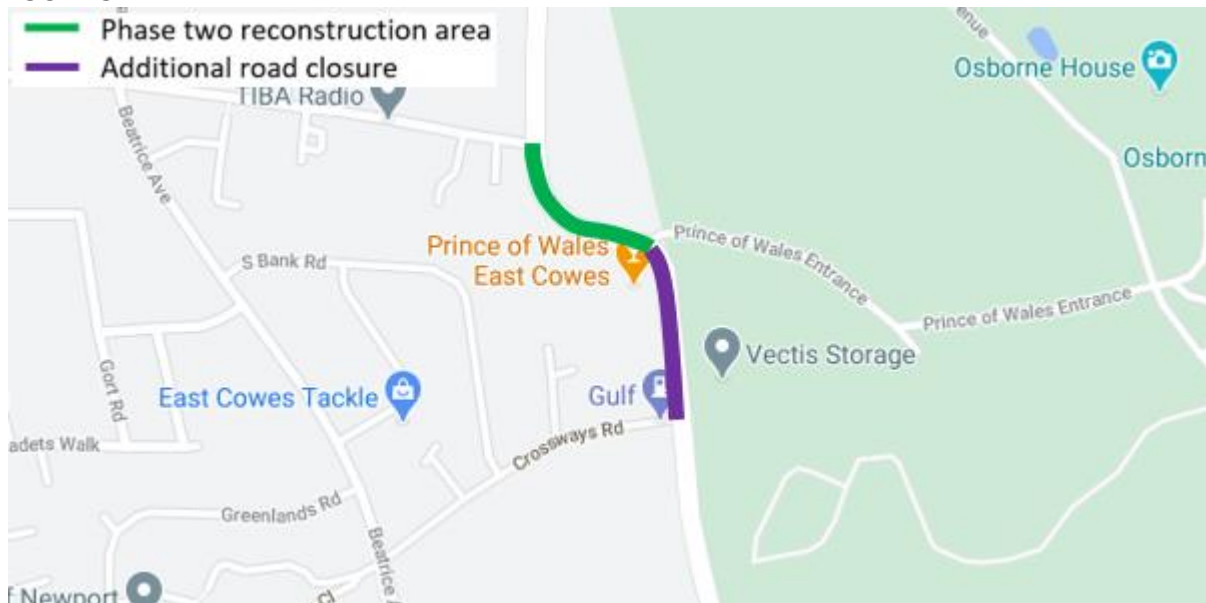 Phase two reconstruction area
Additional road closure
TIBA Radio
Beatrice Ave
enue
Osborne House
Osborn
Prince of Wales
East Cowes
Prince of Wales Entrance
Prince of Wales Entrance
S Bank Rd
Vectis Storage
Gort Rd
East Cowes Tackle
Gulf
Crossways Rd
adets Walk
Greenlands Rd
Beatrice A
f Newport